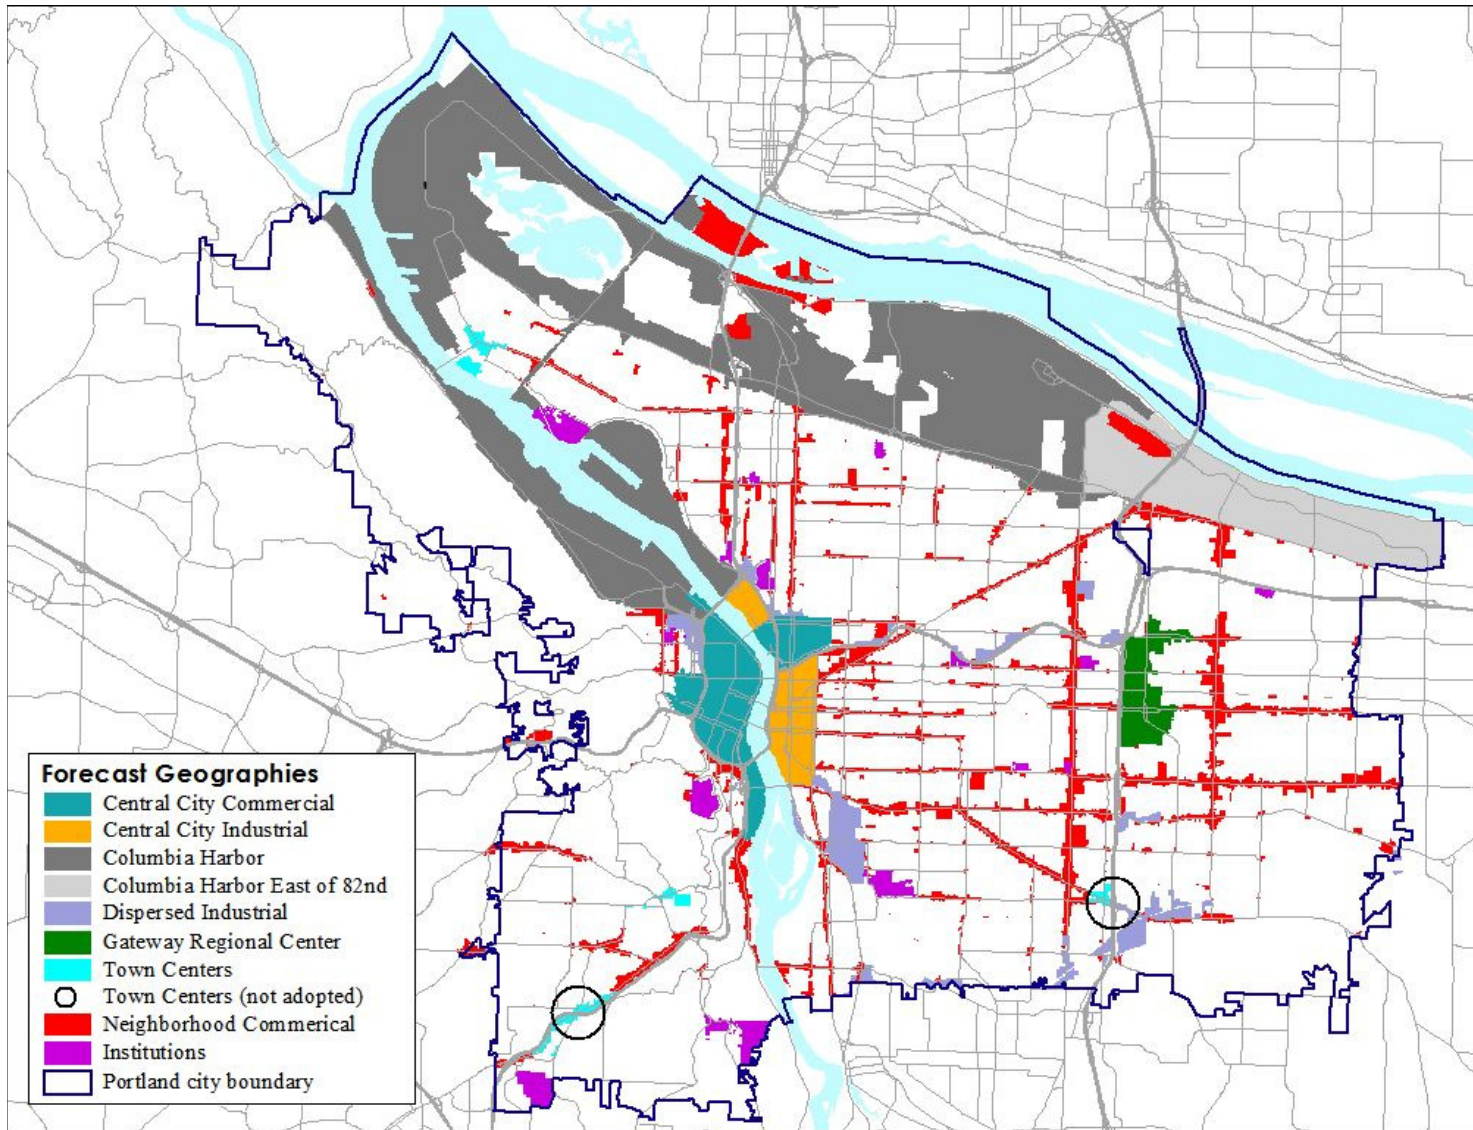 Forecast Geographies
Central City Commercial
Central City Industrial
Columbia Harbor
Columbia Harbor East of 82nd
Dispersed Industrial
Gateway Regional Center
Town Centers
Town Centers (not adopted)
Neighborhood Commerical
Institutions
Portland city boundary